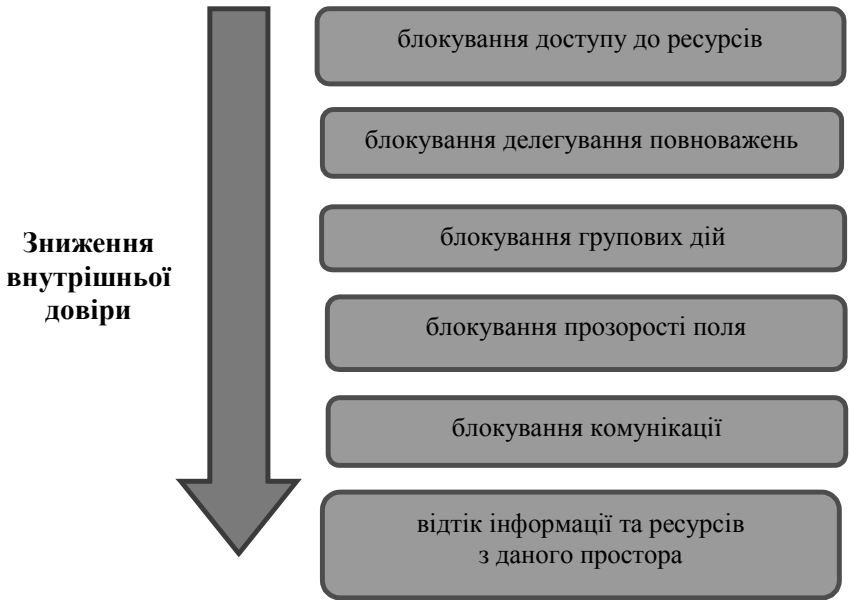 блокування доступу до ресурсів
блокування делегування повноважень
блокування групових дій
Зниження
внутрішньої
довіри
блокування прозорості поля
блокування комунікації
відтік інформації та ресурсів
з даного простора